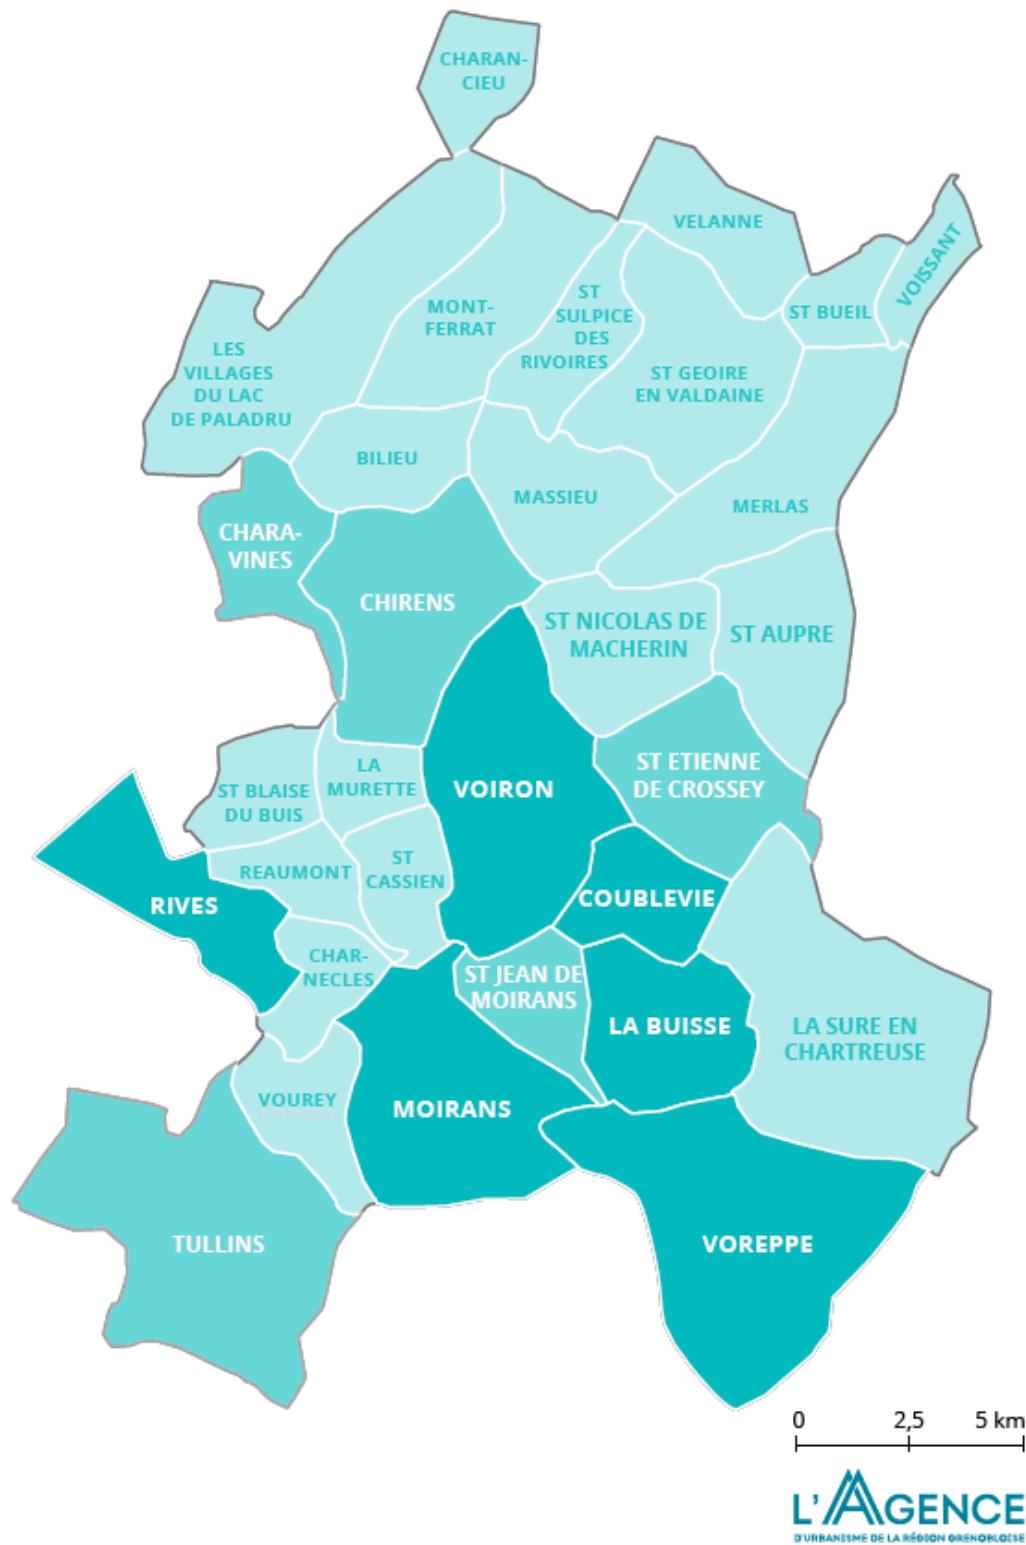 CHARAN-
CIEU
VELANNE
VOISSANT
ST BUEIL
MONT-
FERRAT
ST
SULPICE
DES
RIVOIRES
LES
VILLAGES
DU LAC
DE PALADRU
ST GEOIRE
EN VALDAINE
BILIEU
MASSIEU
MERLAS
CHARA-
VINES
CHIRENS
ST NICOLAS DE
MACHERIN
ST AUPRE
ST ETIENNE
DE CROSSEY
LA
MURETTE
VOIRON
ST BLAISE
DU BUIS
REAUMONT
ST
CASSIEN
RIVES
COUBLEVIE
CHAR-
NECLES
ST JEAN DE
MOIRANS
LA BUISSE
LA SURE EN
CHARTREUSE
VOUREY
MOIRANS
TULLINS
VOREPPE
0 2,5 5 km
L'AGENCE
D'URBANISME DE LA RÉGION GRENOBLOISE